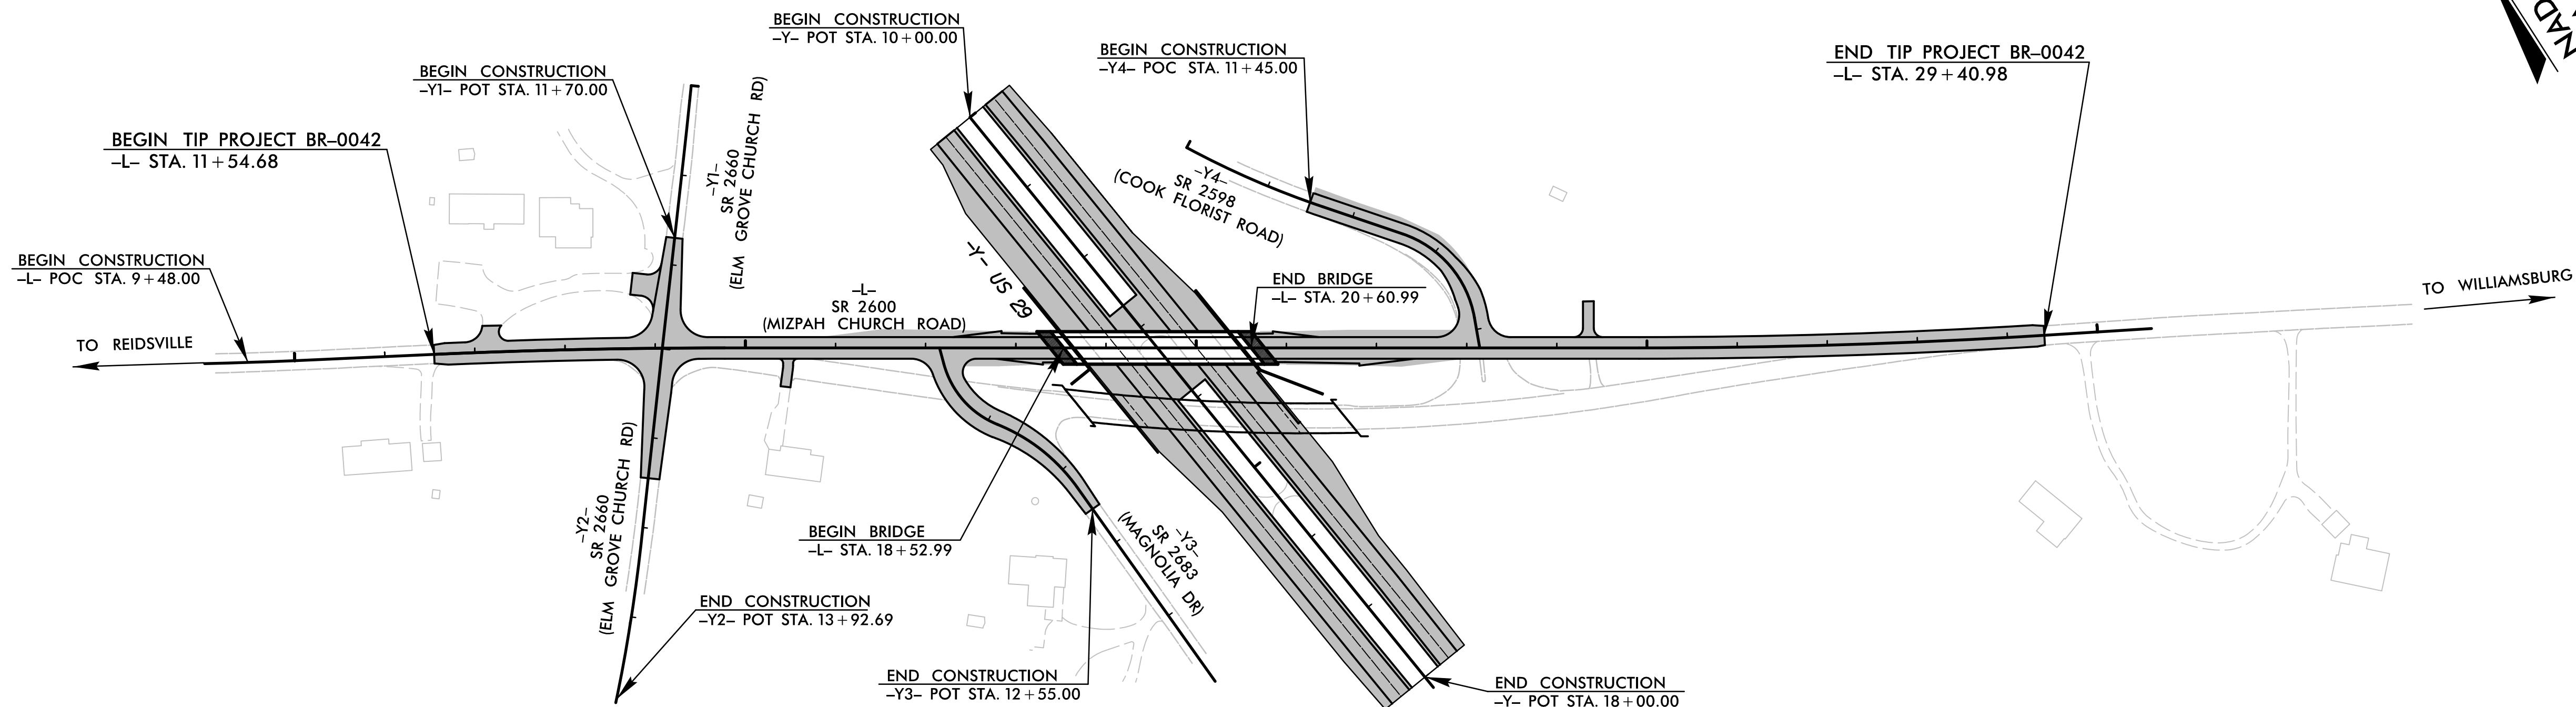 BEGIN CONSTRUCTION
-Y- POT STA. 10+00.00
BEGIN CONSTRUCTION
-Y4- POC STA. 11+45.00
END TIP PROJECT BR-0042
-L- STA. 29+40.98
NAD
BEGIN CONSTRUCTION
-Y1- POT STA. 11+70.00
BEGIN TIP PROJECT BR-0042
-L- STA. 11+54.68
-Y1-
SR 2660
(ELM GROVE CHURCH RD)
-Y4-
SR 2598
(COOK FLORIST ROAD)
BEGIN CONSTRUCTION
-L- POC STA. 9+48.00
-Y- US 29
END BRIDGE
-L- STA. 20+60.99
-L-
SR 2600
(MIZPAH CHURCH ROAD)
TO WILLIAMSBURG
TO REIDSVILLE
-Y2-
SR 2660
(ELM GROVE CHURCH RD)
BEGIN BRIDGE
-L- STA. 18+52.99
-Y3-
SR 2683
(MAGNOLIA DR)
END CONSTRUCTION
-Y2- POT STA. 13+92.69
END CONSTRUCTION
-Y3- POT STA. 12+55.00
END CONSTRUCTION
-Y- POT STA. 18+00.00